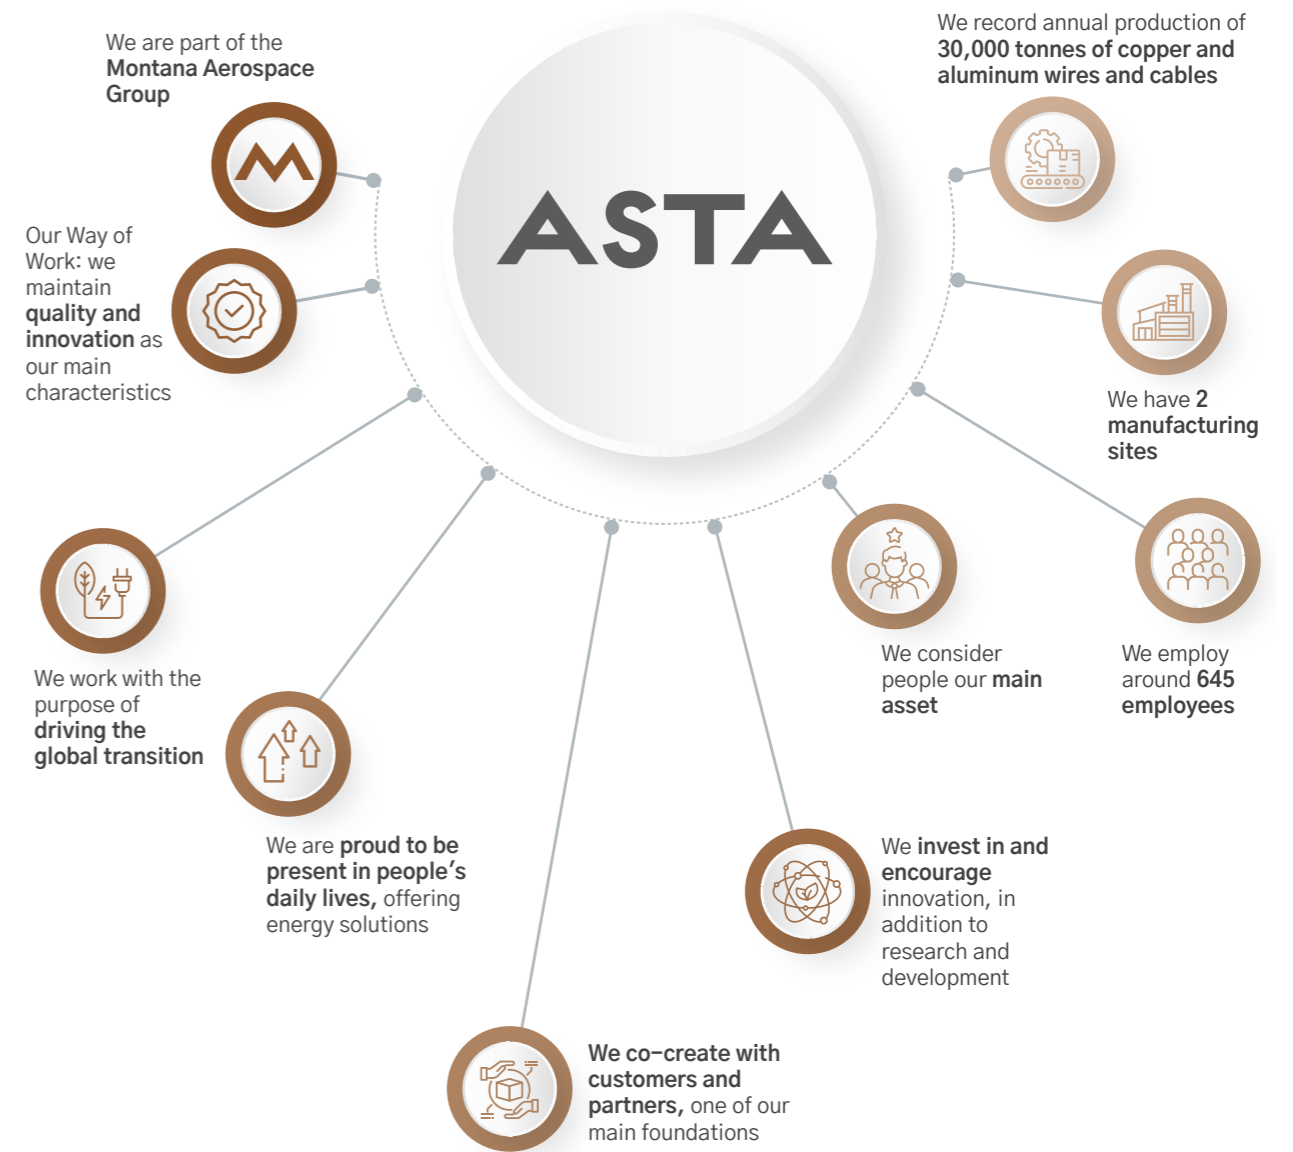 We are part of the
Montana Aerospace
Group
ASTA
We record annual production of
30,000 tonnes of copper and
aluminum wires and cables
Our Way of
Work: we
maintain
quality and
innovation as
our main
characteristics
We have 2
manufacturing
sites
We work with the
purpose of
driving the
global transition
We consider
people our main
asset
We employ
around 645
employees
We are proud to be
present in people's
daily lives, offering
energy solutions
We invest in and
encourage
innovation, in
addition to
research and
development
We co-create with
customers and
partners, one of our
main foundations